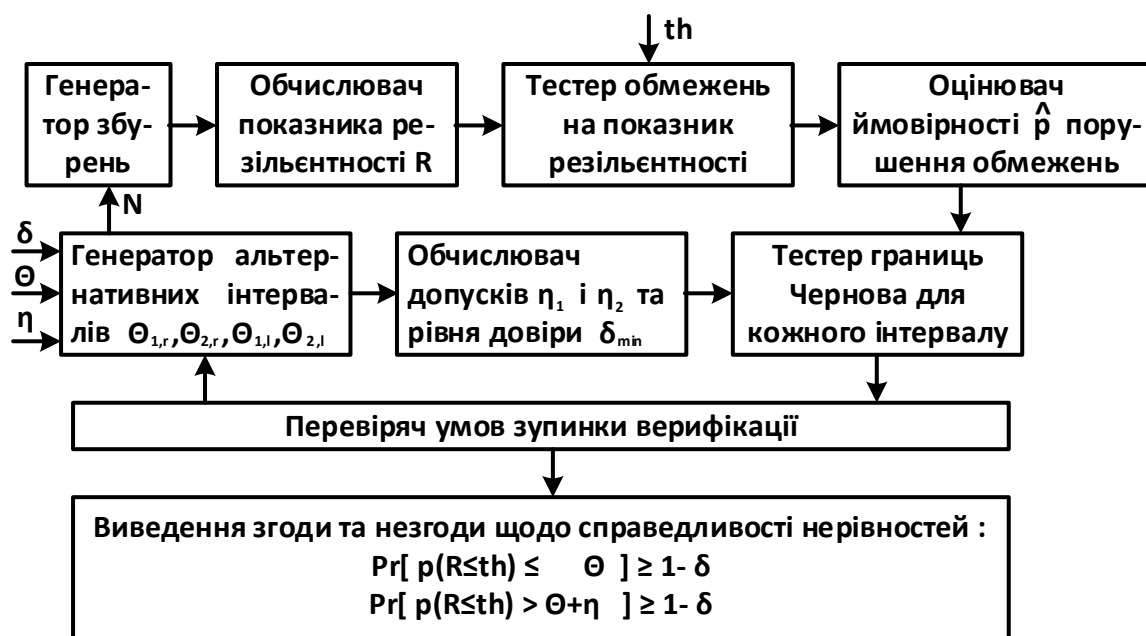 th
Генера-
тор збу-
рень
Обчислювач
показника ре-
зільєнтності R
Тестер обмежень
на показник
резільєнтності
Оцінювач
ймовірності p̂ пору-
шення обмежень
N
δ
Θ
η
Генератор альтер-
нативних інтерва-
лів Θ₁,ᵣ,Θ₂,ᵣ,Θ₁,ₗ,Θ₂,ₗ
Обчислювач
допусків η₁ і η₂ та
рівня довіри δmin
Тестер границь
Чернова для
кожного інтервалу
Перевіряч умов зупинки верифікації
Виведення згоди та незгоди щодо справедливості нерівностей :
Pr[ p(R≤th) ≤ Θ ] ≥ 1- δ
Pr[ p(R≤th) > Θ+η ] ≥ 1- δ